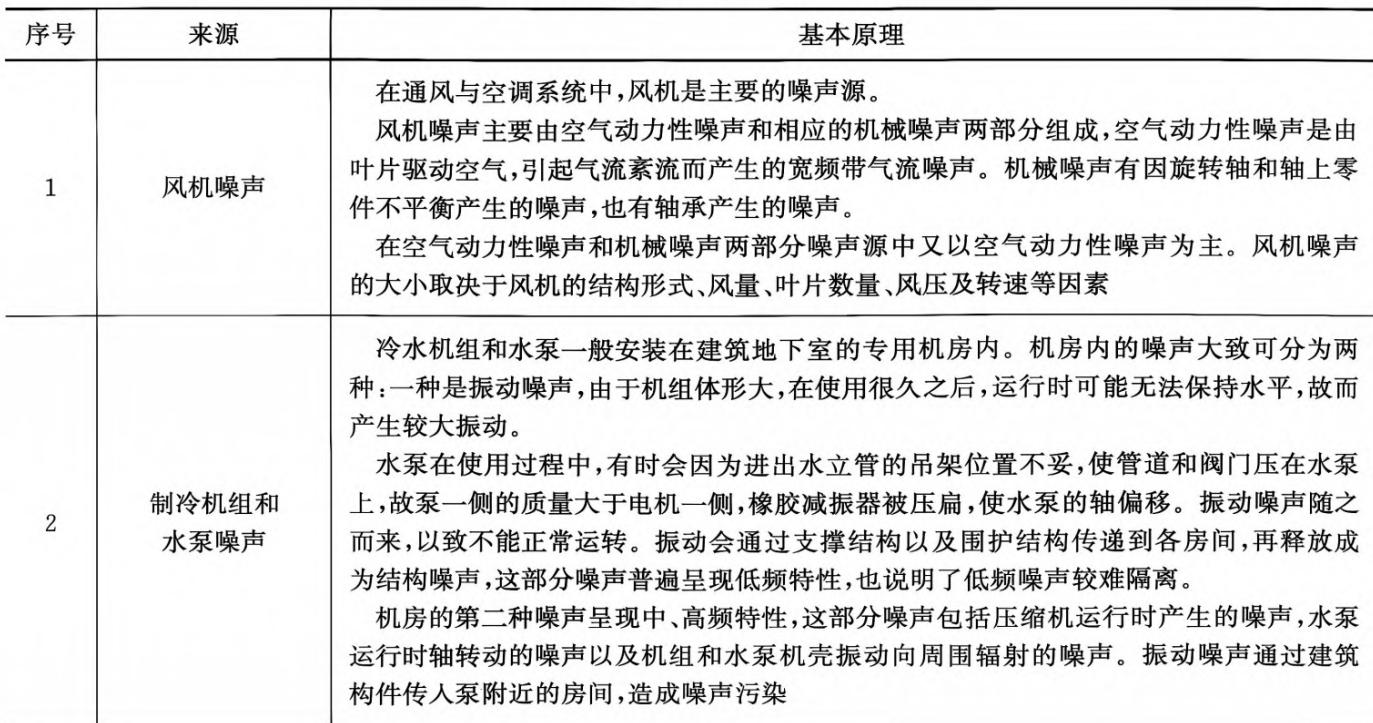 序号 来源 基本原理
在通风与空调系统中,风机是主要的噪声源。
风机噪声主要由空气动力性噪声和相应的机械噪声两部分组成,空气动力性噪声是由
叶片驱动空气,引起气流紊流而产生的宽频带气流噪声。机械噪声有因旋转轴和轴上零
1 风机噪声
件不平衡产生的噪声,也有轴承产生的噪声。
在空气动力性噪声和机械噪声两部分噪声源中又以空气动力性噪声为主。风机噪声
的大小取决于风机的结构形式、风量、叶片数量、风压及转速等因素
冷水机组和水泵一般安装在建筑地下室的专用机房内。机房内的噪声大致可分为两
种:一种是振动噪声,由于机组体形大,在使用很久之后,运行时可能无法保持水平,故而
产生较大振动。
水泵在使用过程中,有时会因为进出水立管的吊架位置不妥,使管道和阀门压在水泵
上,故泵一侧的质量大于电机一侧,橡胶减振器被压扁,使水泵的轴偏移。振动噪声随之
2 制冷机组和
水泵噪声
而来,以致不能正常运转。振动会通过支撑结构以及围护结构传递到各房间,再释放成
为结构噪声,这部分噪声普遍呈现低频特性,也说明了低频噪声较难隔离。
机房的第二种噪声呈现中、高频特性,这部分噪声包括压缩机运行时产生的噪声,水泵
运行时轴转动的噪声以及机组和水泵机壳振动向周围辐射的噪声。振动噪声通过建筑
构件传人泵附近的房间,造成噪声污染